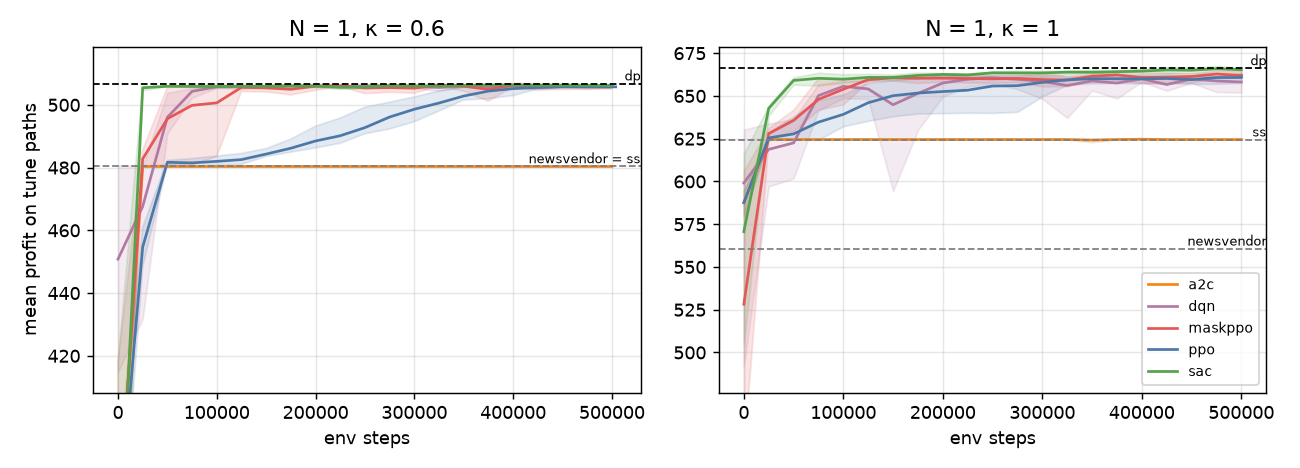 N = 1, κ = 0.6
mean profit on tune paths
500
480
460
440
420
dp
newsvendor = ss
0
100000
200000
300000
400000
500000
env steps
N = 1, κ = 1
675
650
625
600
575
550
525
500
dp
ss
newsvendor
a2c
dqn
maskppo
ppo
sac
0
100000
200000
300000
400000
500000
env steps